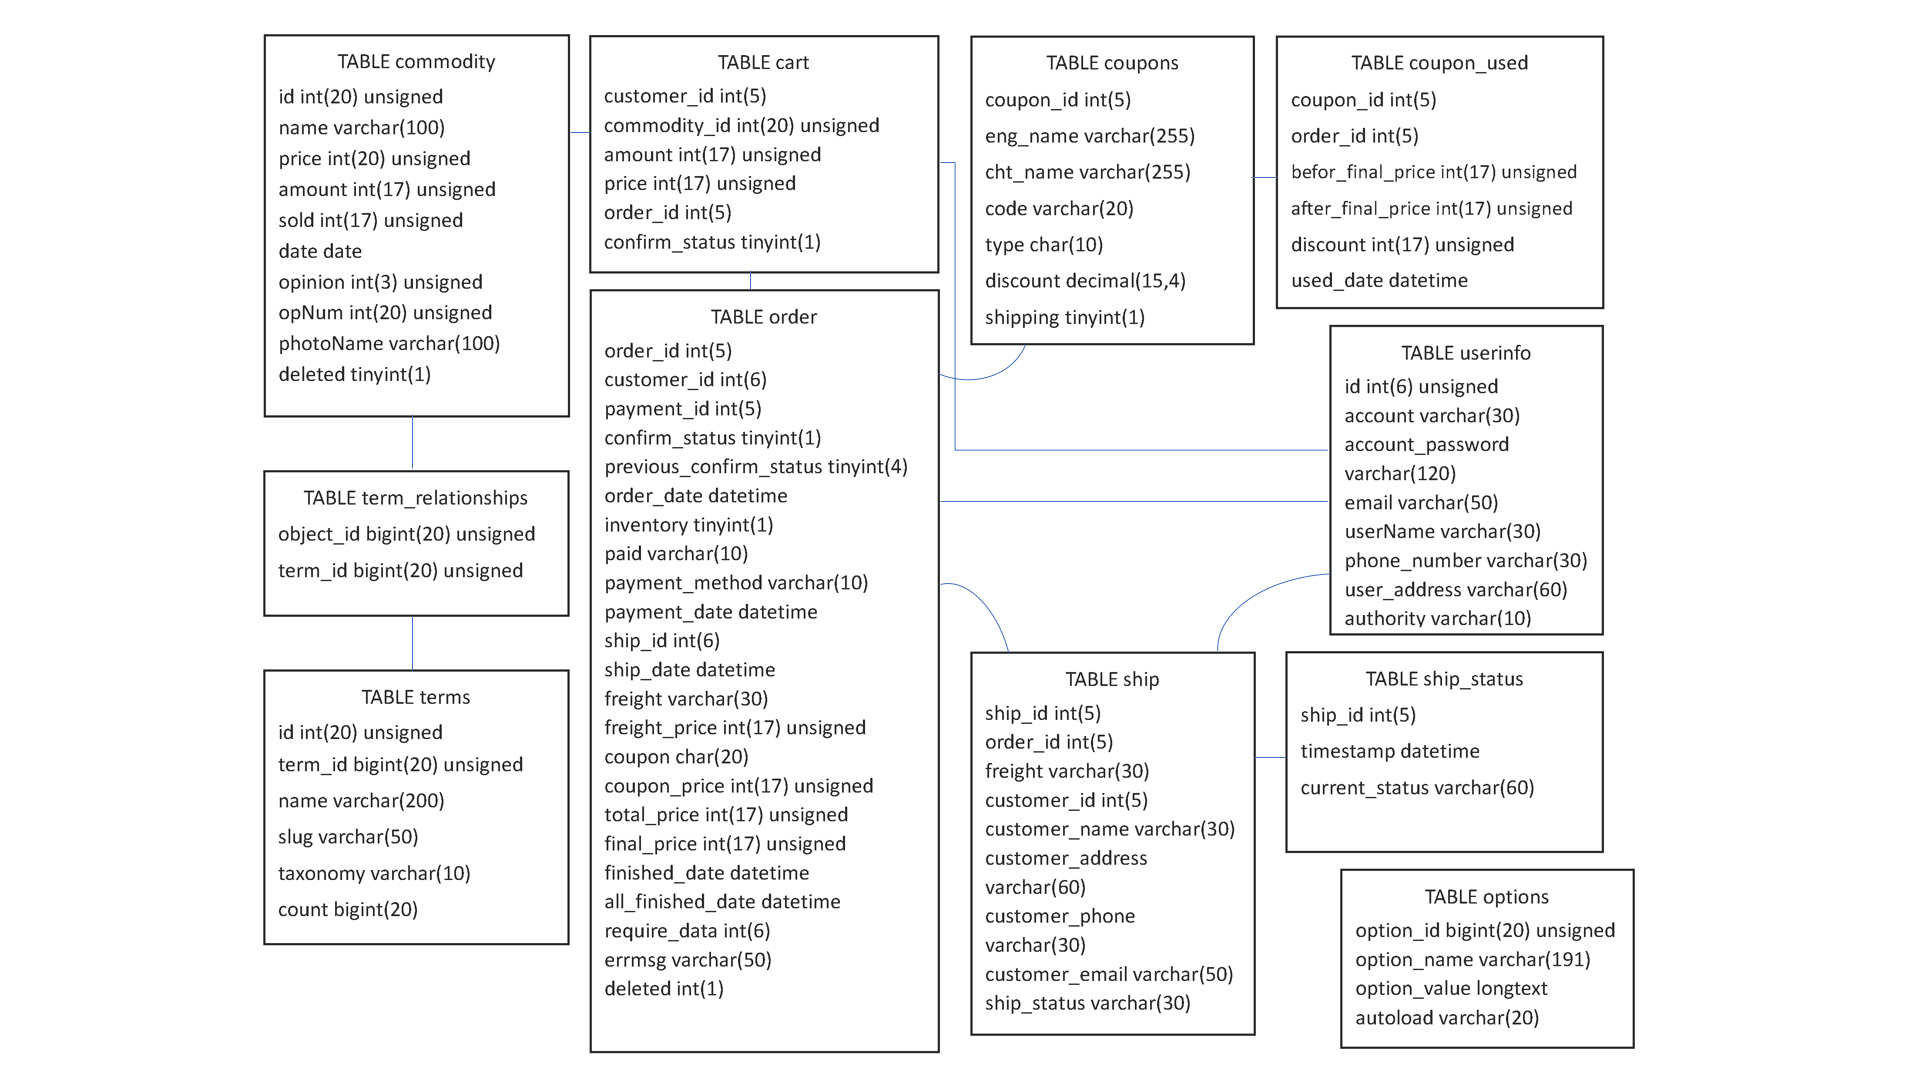 TABLE commodity
id int(20) unsigned
name varchar(100)
price int(20) unsigned
amount int(17) unsigned
sold int(17) unsigned
date date
opinion int(3) unsigned
opNum int(20) unsigned
photoName varchar(100)
deleted tinyint(1)
TABLE cart
customer_id int(5)
commodity_id int(20) unsigned
amount int(17) unsigned
price int(17) unsigned
order_id int(5)
confirm_status tinyint(1)
TABLE coupons
coupon_id int(5)
eng_name varchar(255)
cht_name varchar(255)
code varchar(20)
type char(10)
discount decimal(15,4)
shipping tinyint(1)
TABLE coupon_used
coupon_id int(5)
order_id int(5)
befor_final_price int(17) unsigned
after_final_price int(17) unsigned
discount int(17) unsigned
used_date datetime
TABLE order
order_id int(5)
customer_id int(6)
payment_id int(5)
confirm_status tinyint(1)
previous_confirm_status tinyint(4)
order_date datetime
inventory tinyint(1)
paid varchar(10)
payment_method varchar(10)
payment_date datetime
ship_id int(6)
ship_date datetime
freight varchar(30)
freight_price int(17) unsigned
coupon char(20)
coupon_price int(17) unsigned
total_price int(17) unsigned
final_price int(17) unsigned
finished_date datetime
all_finished_date datetime
require_data int(6)
errmsg varchar(50)
deleted int(1)
TABLE userinfo
id int(6) unsigned
account varchar(30)
account_password
varchar(120)
email varchar(50)
userName varchar(30)
phone_number varchar(30)
user_address varchar(60)
authority varchar(10)
TABLE term_relationships
object_id bigint(20) unsigned
term_id bigint(20) unsigned
TABLE terms
id int(20) unsigned
term_id bigint(20) unsigned
name varchar(200)
slug varchar(50)
taxonomy varchar(10)
count bigint(20)
TABLE ship
ship_id int(5)
order_id int(5)
freight varchar(30)
customer_id int(5)
customer_name varchar(30)
customer_address
varchar(60)
customer_phone
varchar(30)
customer_email varchar(50)
ship_status varchar(30)
TABLE ship_status
ship_id int(5)
timestamp datetime
current_status varchar(60)
TABLE options
option_id bigint(20) unsigned
option_name varchar(191)
option_value longtext
autoload varchar(20)